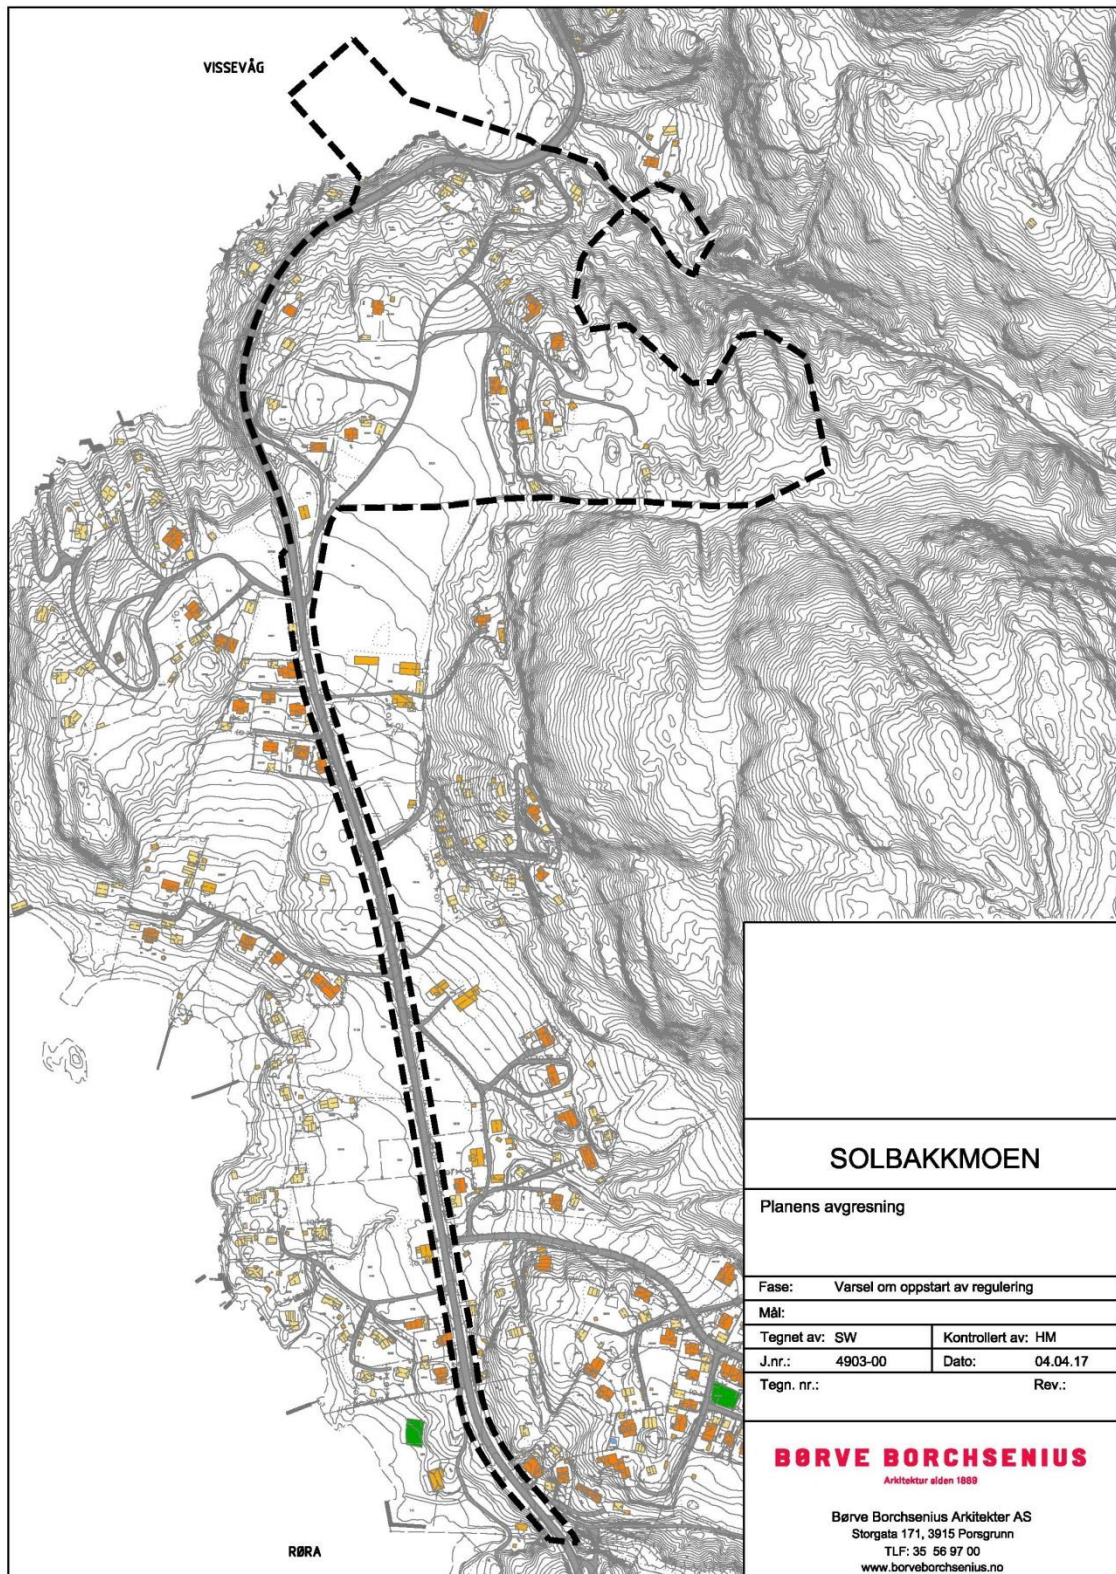 VISSEVÅG
RØRA
SOLBAKKMOEN
Planens avgresning
Fase: Varsel om oppstart av regulering
Mål:
Tegnet av: SW Kontrollert av: HM
J.nr.: 4903-00 Dato: 04.04.17
Tegn. nr.: Rev.:
BØRVE BORCHSENIUS
Arkitektur siden 1889
Børve Borchsenius Arkitekter AS
Storgata 171, 3915 Porsgrunn
TLF: 35 56 97 00
www.borveborchsenius.no